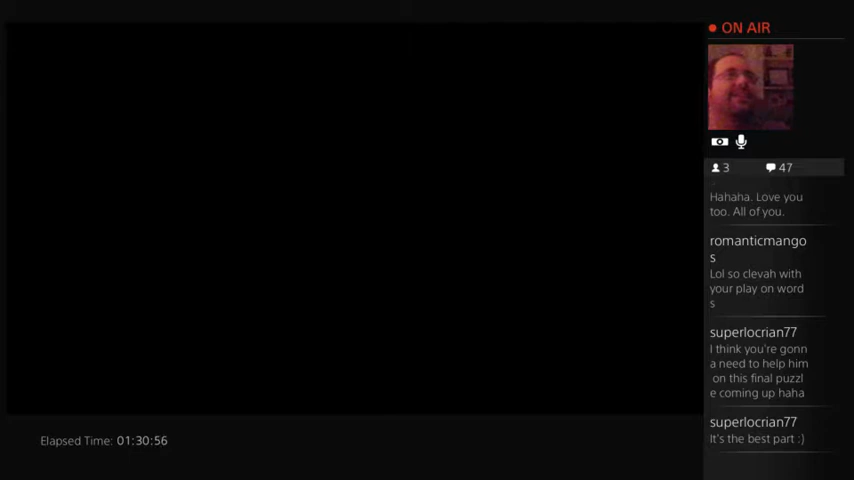 ON AIR
3 47
Hahaha. Love you
too. All of you.
romanticmango
s
Lol so clevah with
your play on word
s
superlocrian77
I think you're gonn
a need to help him
on this final puzzl
e coming up haha
superlocrian77
It's the best part :)
Elapsed Time: 01:30:56